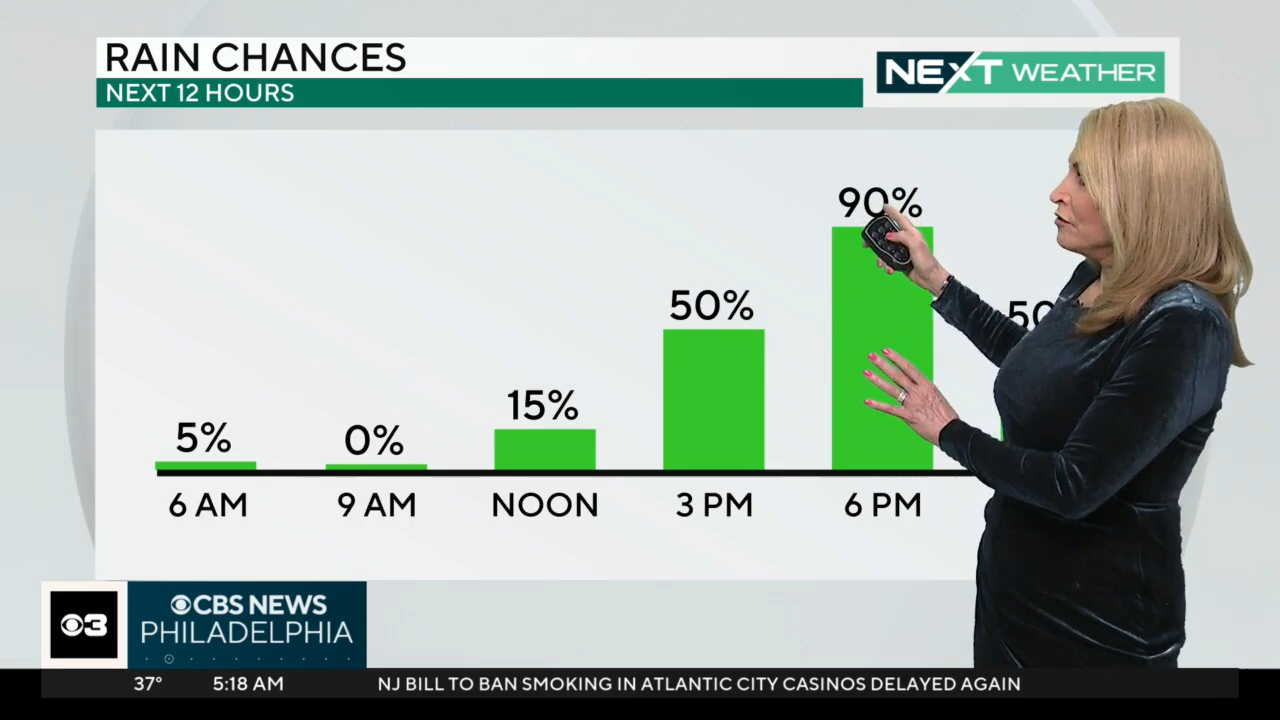 RAIN CHANCES
NEXT 12 HOURS
NEXT WEATHER
90%
50%
50
15%
5%
0%
6 AM
9 AM
NOON
3 PM
6 PM
3
CBS NEWS
PHILADELPHIA
37°
5:18 AM
NJ BILL TO BAN SMOKING IN ATLANTIC CITY CASINOS DELAYED AGAIN